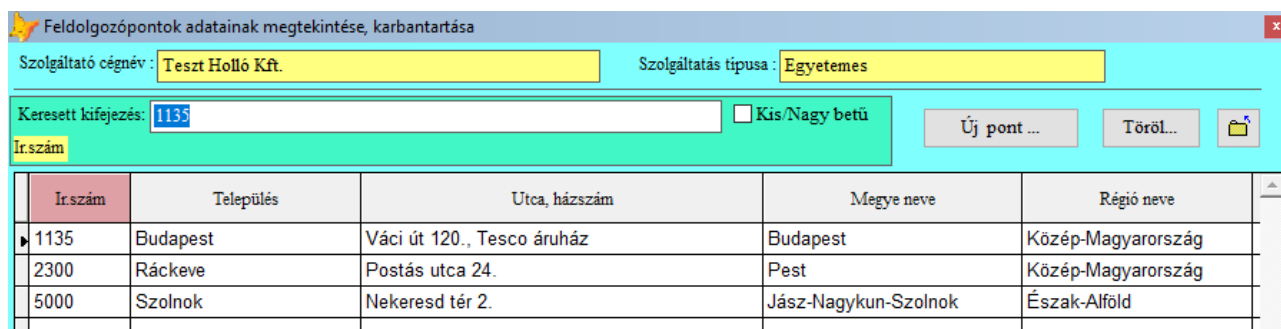 Feldolgozópontok adatainak megtekintése, karbantartása
Szolgáltató cégnév : Teszt Holló Kft. Szolgáltatás típusa : Egyetemes
Keresett kifejezés: 1135 Kis/Nagy betű Új pont ... Töröl...
Ir.szám
Ir.szám Település Utca, házszám Megye neve Régió neve
1135 Budapest Váci út 120., Tesco áruház Budapest Közép-Magyarország
2300 Ráckeve Postás utca 24. Pest Közép-Magyarország
5000 Szolnok Nekeresd tér 2. Jász-Nagykun-Szolnok Észak-Alföld